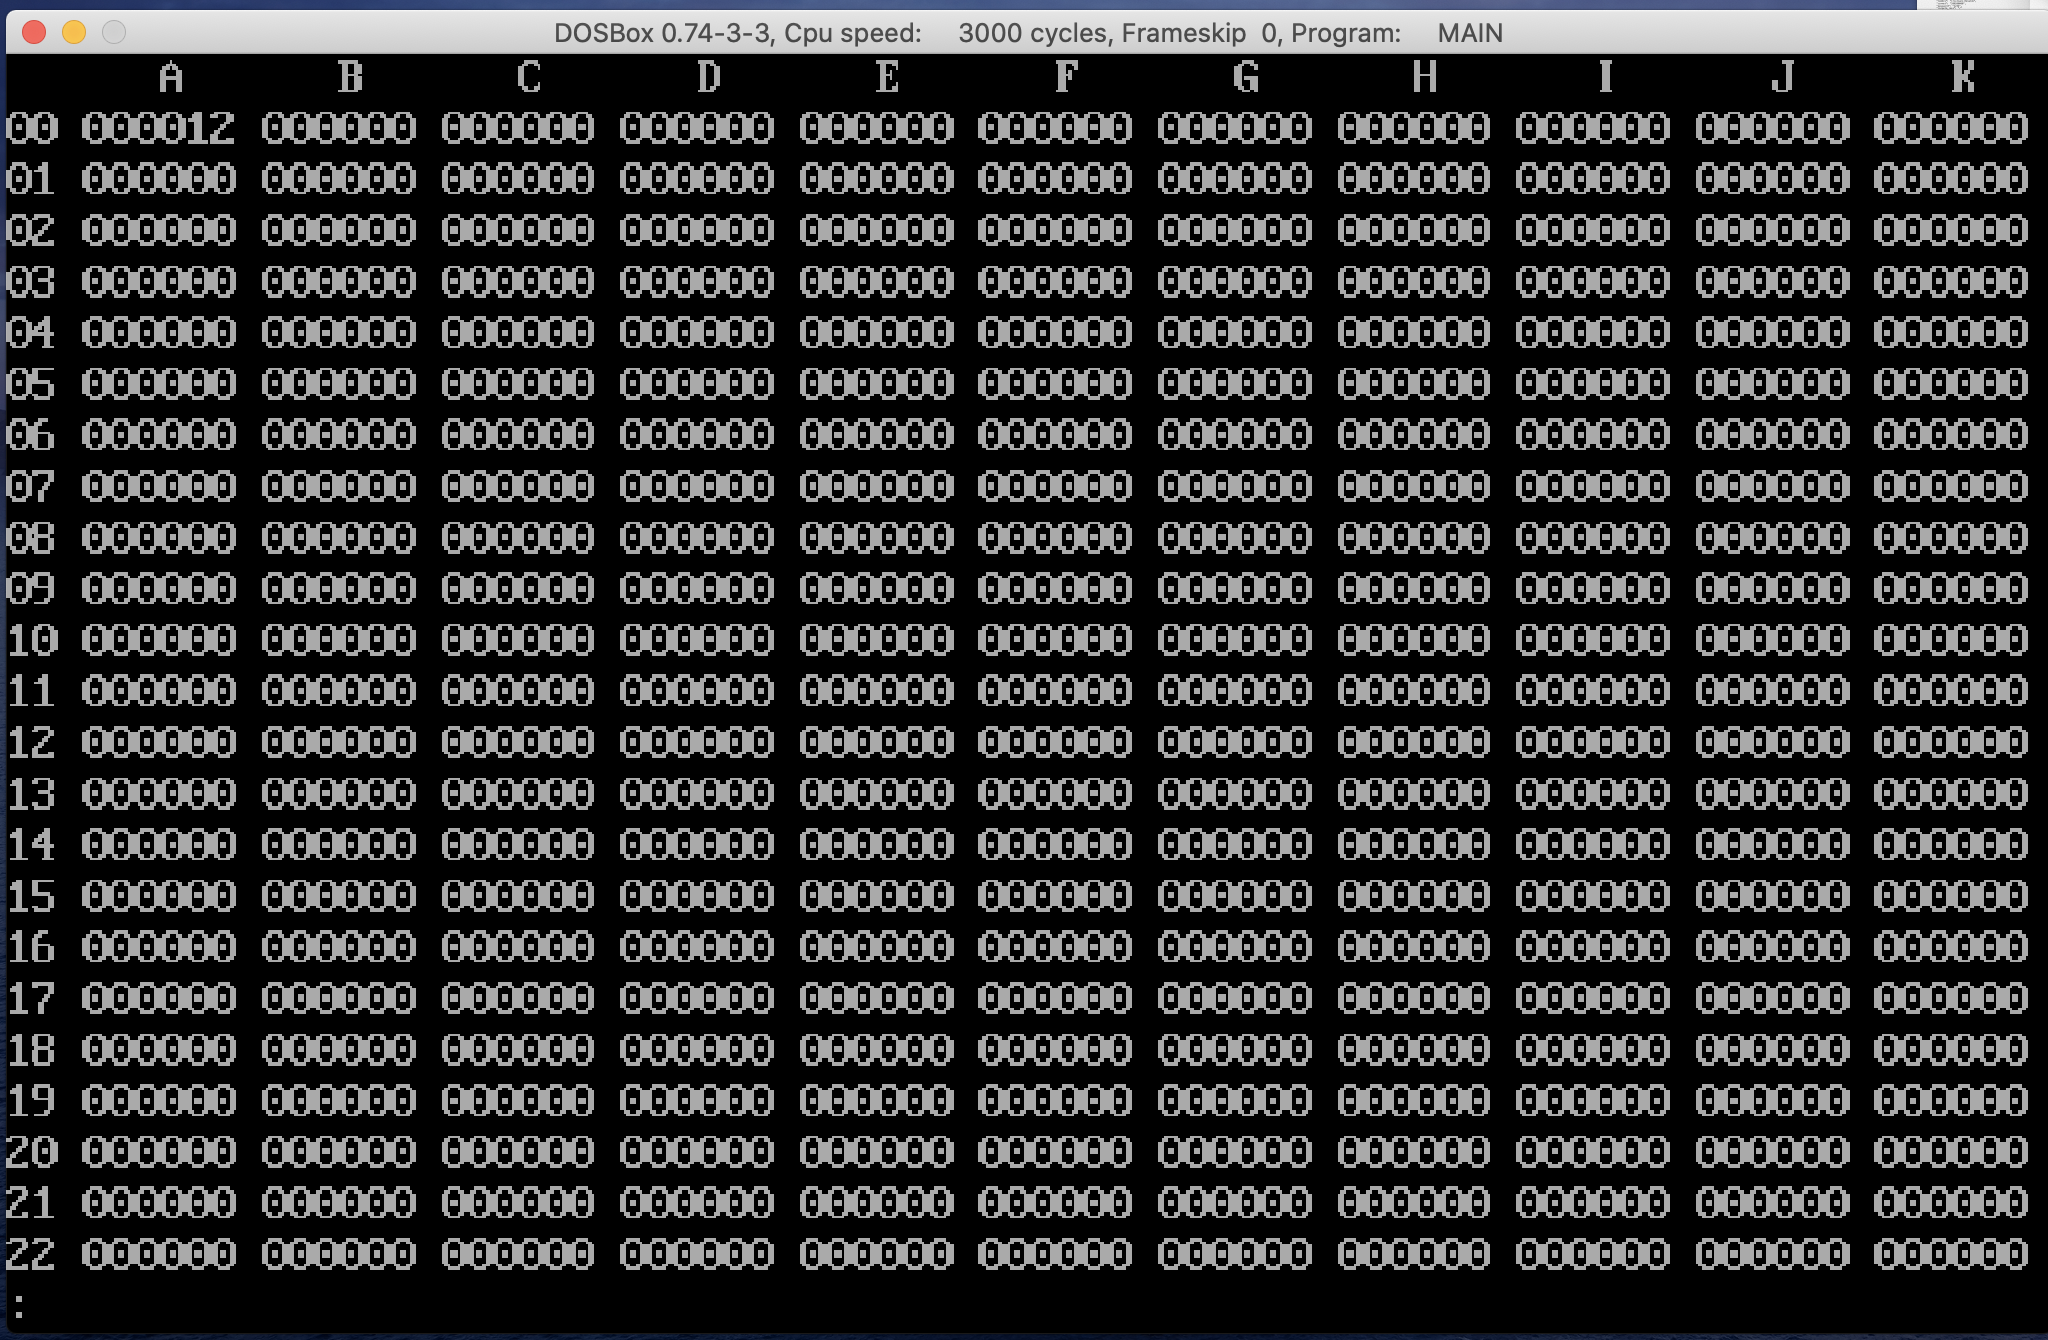 DOSBox 0.74-3-3, Cpu speed: 3000 cycles, Frameskip 0, Program: MAIN
A B C D E F G H I J K
00 000012 000000 000000 000000 000000 000000 000000 000000 000000 000000 000000
01 000000 000000 000000 000000 000000 000000 000000 000000 000000 000000 000000
02 000000 000000 000000 000000 000000 000000 000000 000000 000000 000000 000000
03 000000 000000 000000 000000 000000 000000 000000 000000 000000 000000 000000
04 000000 000000 000000 000000 000000 000000 000000 000000 000000 000000 000000
05 000000 000000 000000 000000 000000 000000 000000 000000 000000 000000 000000
06 000000 000000 000000 000000 000000 000000 000000 000000 000000 000000 000000
07 000000 000000 000000 000000 000000 000000 000000 000000 000000 000000 000000
08 000000 000000 000000 000000 000000 000000 000000 000000 000000 000000 000000
09 000000 000000 000000 000000 000000 000000 000000 000000 000000 000000 000000
10 000000 000000 000000 000000 000000 000000 000000 000000 000000 000000 000000
11 000000 000000 000000 000000 000000 000000 000000 000000 000000 000000 000000
12 000000 000000 000000 000000 000000 000000 000000 000000 000000 000000 000000
13 000000 000000 000000 000000 000000 000000 000000 000000 000000 000000 000000
14 000000 000000 000000 000000 000000 000000 000000 000000 000000 000000 000000
15 000000 000000 000000 000000 000000 000000 000000 000000 000000 000000 000000
16 000000 000000 000000 000000 000000 000000 000000 000000 000000 000000 000000
17 000000 000000 000000 000000 000000 000000 000000 000000 000000 000000 000000
18 000000 000000 000000 000000 000000 000000 000000 000000 000000 000000 000000
19 000000 000000 000000 000000 000000 000000 000000 000000 000000 000000 000000
20 000000 000000 000000 000000 000000 000000 000000 000000 000000 000000 000000
21 000000 000000 000000 000000 000000 000000 000000 000000 000000 000000 000000
22 000000 000000 000000 000000 000000 000000 000000 000000 000000 000000 000000
: